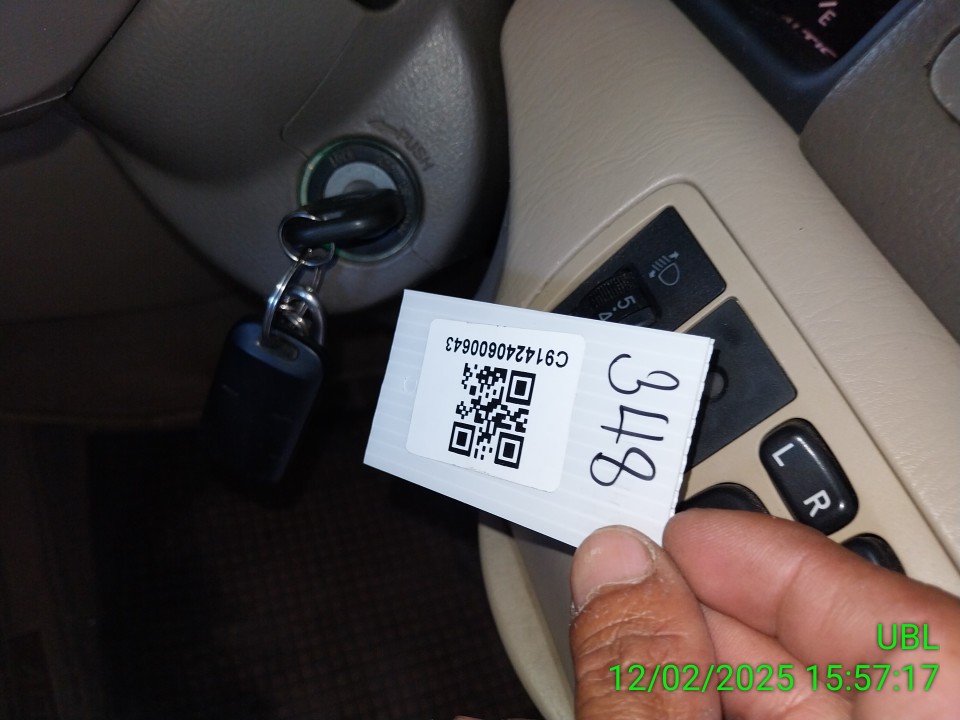 PUSH
5·4
C914240600643
348
L R
UBL
12/02/2025 15:57:17